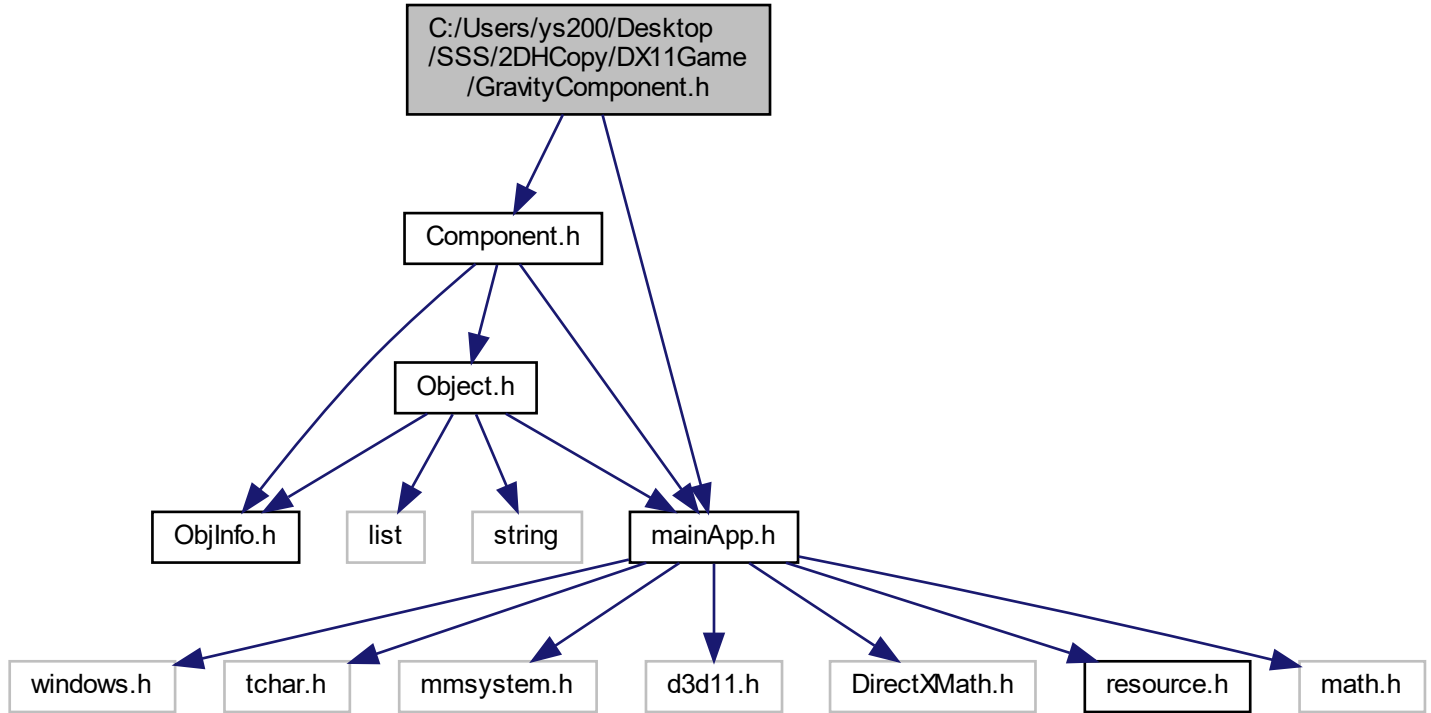 C:/Users/ys200/Desktop
/SSS/2DHCopy/DX11Game
/GravityComponent.h
Component.h
Object.h
ObjInfo.h
list
string
mainApp.h
windows.h
tchar.h
mmsystem.h
d3d11.h
DirectXMath.h
resource.h
math.h